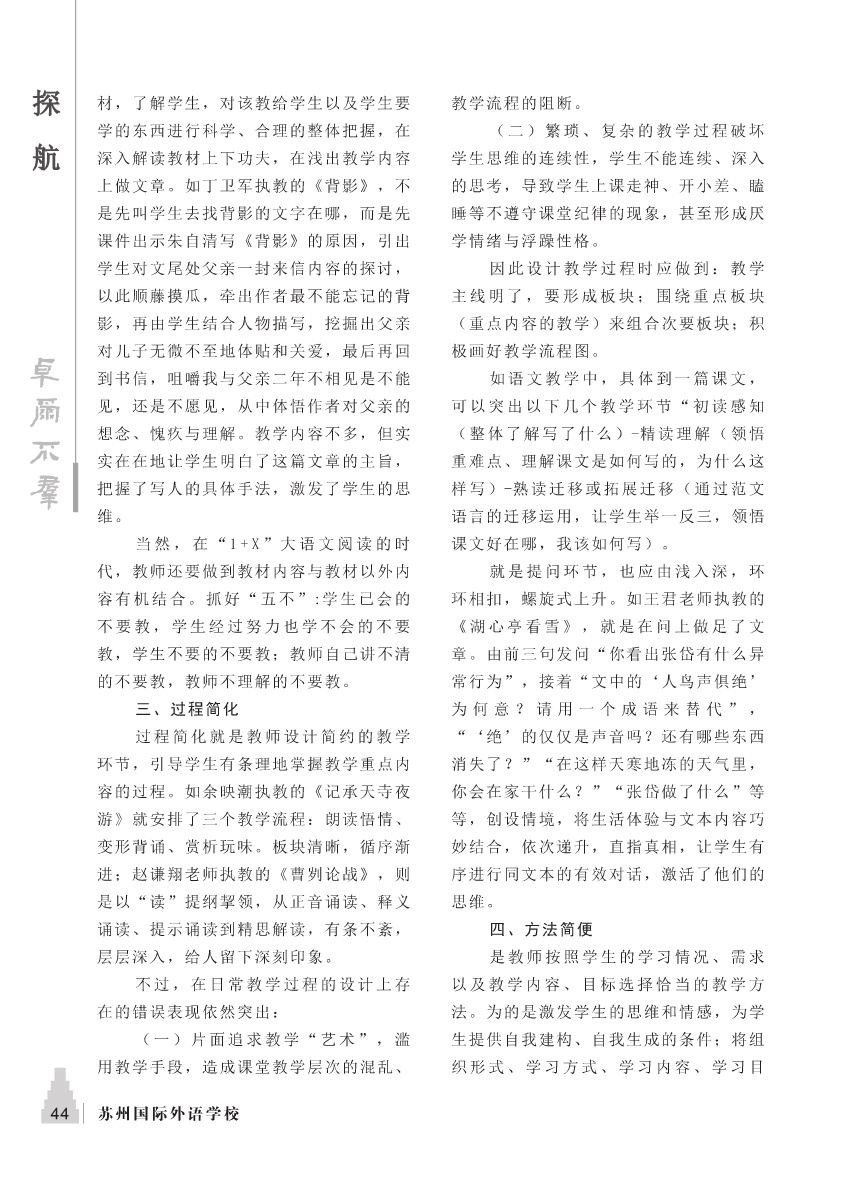 探
航
卓
尔
不
群
材，了解学生，对该教给学生以及学生要
学的东西进行科学、合理的整体把握，在
深入解读教材上下功夫，在浅出教学内容
上做文章。如丁卫军执教的《背影》，不
是先叫学生去找背影的文字在哪，而是先
课件出示朱自清写《背影》的原因，引出
学生对文尾处父亲一封来信内容的探讨，
以此顺藤摸瓜，牵出作者最不能忘记的背
影，再由学生结合人物描写，挖掘出父亲
对儿子无微不至地体贴和关爱，最后再回
到书信，咀嚼我与父亲二年不相见是不能
见，还是不愿见，从中体悟作者对父亲的
想念、愧疚与理解。教学内容不多，但实
实在在地让学生明白了这篇文章的主旨，
把握了写人的具体手法，激发了学生的思
维。
当然，在“1+X”大语文阅读的时
代，教师还要做到教材内容与教材以外内
容有机结合。抓好“五不”:学生已会的
不要教，学生经过努力也学不会的不要
教，学生不要的不要教；教师自己讲不清
的不要教，教师不理解的不要教。
三、过程简化
过程简化就是教师设计简约的教学
环节，引导学生有条理地掌握教学重点内
容的过程。如余映潮执教的《记承天寺夜
游》就安排了三个教学流程：朗读悟情、
变形背诵、赏析玩味。板块清晰，循序渐
进；赵谦翔老师执教的《曹刿论战》，则
是以“读”提纲挈领，从正音诵读、释义
诵读、提示诵读到精思解读，有条不紊，
层层深入，给人留下深刻印象。
不过，在日常教学过程的设计上存
在的错误表现依然突出：
（一）片面追求教学“艺术”，滥
用教学手段，造成课堂教学层次的混乱、
教学流程的阻断。
（二）繁琐、复杂的教学过程破坏
学生思维的连续性，学生不能连续、深入
的思考，导致学生上课走神、开小差、瞌
睡等不遵守课堂纪律的现象，甚至形成厌
学情绪与浮躁性格。
因此设计教学过程时应做到：教学
主线明了，要形成板块；围绕重点板块
（重点内容的教学）来组合次要板块；积
极画好教学流程图。
如语文教学中，具体到一篇课文，
可以突出以下几个教学环节“初读感知
（整体了解写了什么）-精读理解（领悟
重难点、理解课文是如何写的，为什么这
样写）-熟读迁移或拓展迁移（通过范文
语言的迁移运用，让学生举一反三，领悟
课文好在哪，我该如何写）。
就是提问环节，也应由浅入深，环
环相扣，螺旋式上升。如王君老师执教的
《湖心亭看雪》，就是在问上做足了文
章。由前三句发问“你看出张岱有什么异
常行为”，接着“文中的‘人鸟声俱绝’
为何意？请用一个成语来替代”，
“‘绝’的仅仅是声音吗？还有哪些东西
消失了？”“在这样天寒地冻的天气里，
你会在家干什么？”“张岱做了什么”等
等，创设情境，将生活体验与文本内容巧
妙结合，依次递升，直指真相，让学生有
序进行同文本的有效对话，激活了他们的
思维。
四、方法简便
是教师按照学生的学习情况、需求
以及教学内容、目标选择恰当的教学方
法。为的是激发学生的思维和情感，为学
生提供自我建构、自我生成的条件；将组
织形式、学习方式、学习内容、学习目
44
苏州国际外语学校